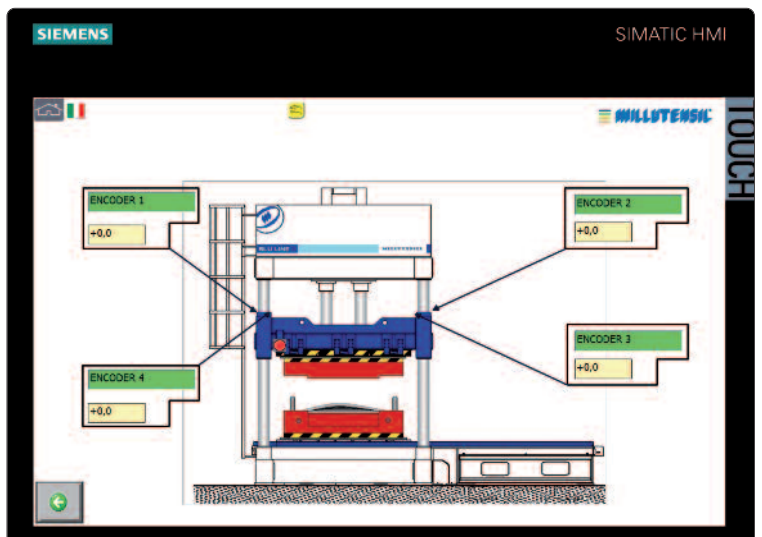 SIEMENS
SIMATIC HMI
MILLUTENSIL
TOUCH
ENCODER 1
+0,0
ENCODER 2
+0,0
MILLUTENSIL
ENCODER 3
+0,0
ENCODER 4
+0,0